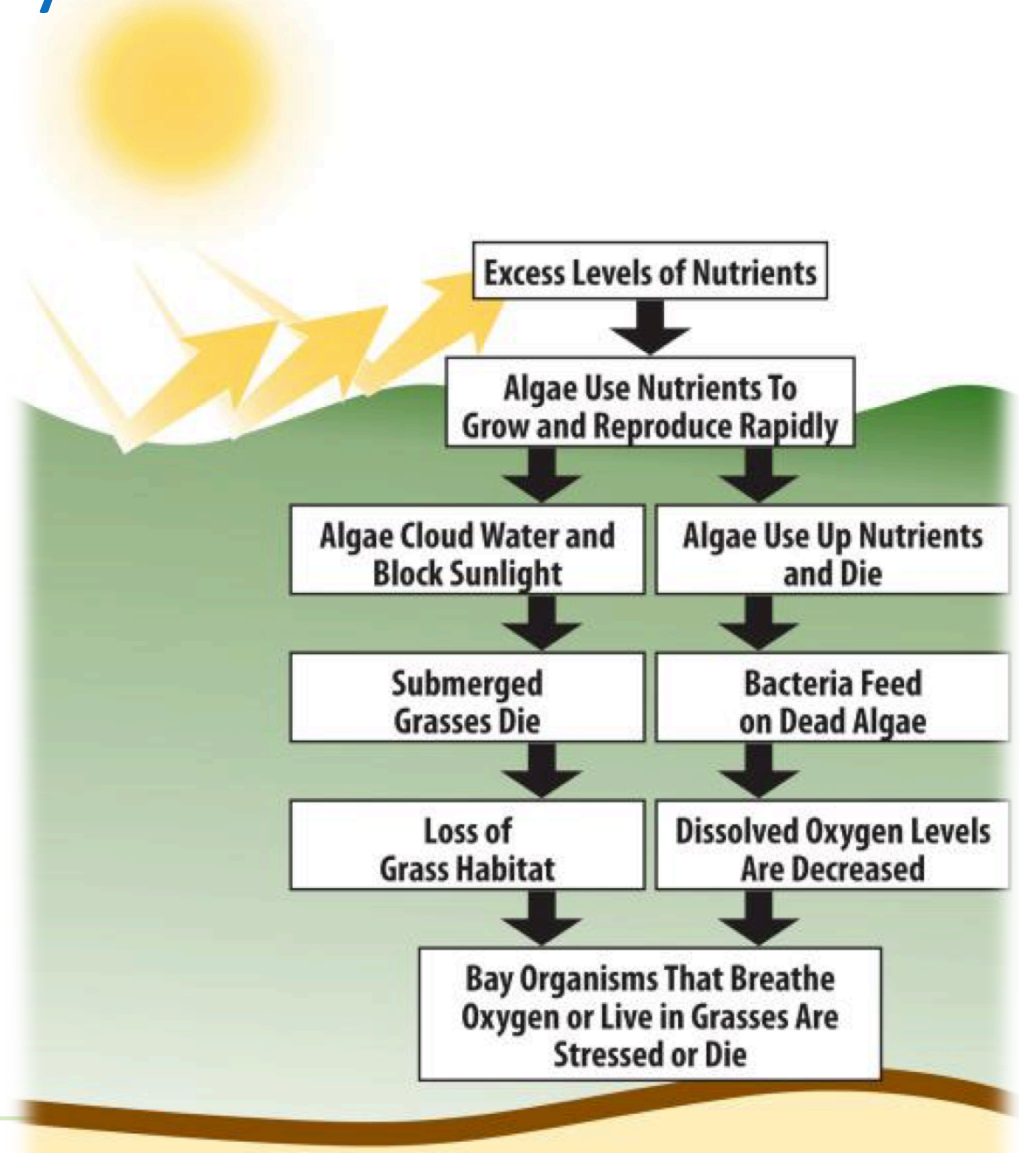 Excess Levels of Nutrients
Algae Use Nutrients To
Grow and Reproduce Rapidly
Algae Cloud Water and
Block Sunlight
Algae Use Up Nutrients
and Die
Submerged
Grasses Die
Bacteria Feed
on Dead Algae
Loss of
Grass Habitat
Dissolved Oxygen Levels
Are Decreased
Bay Organisms That Breathe
Oxygen or Live in Grasses Are
Stressed or Die